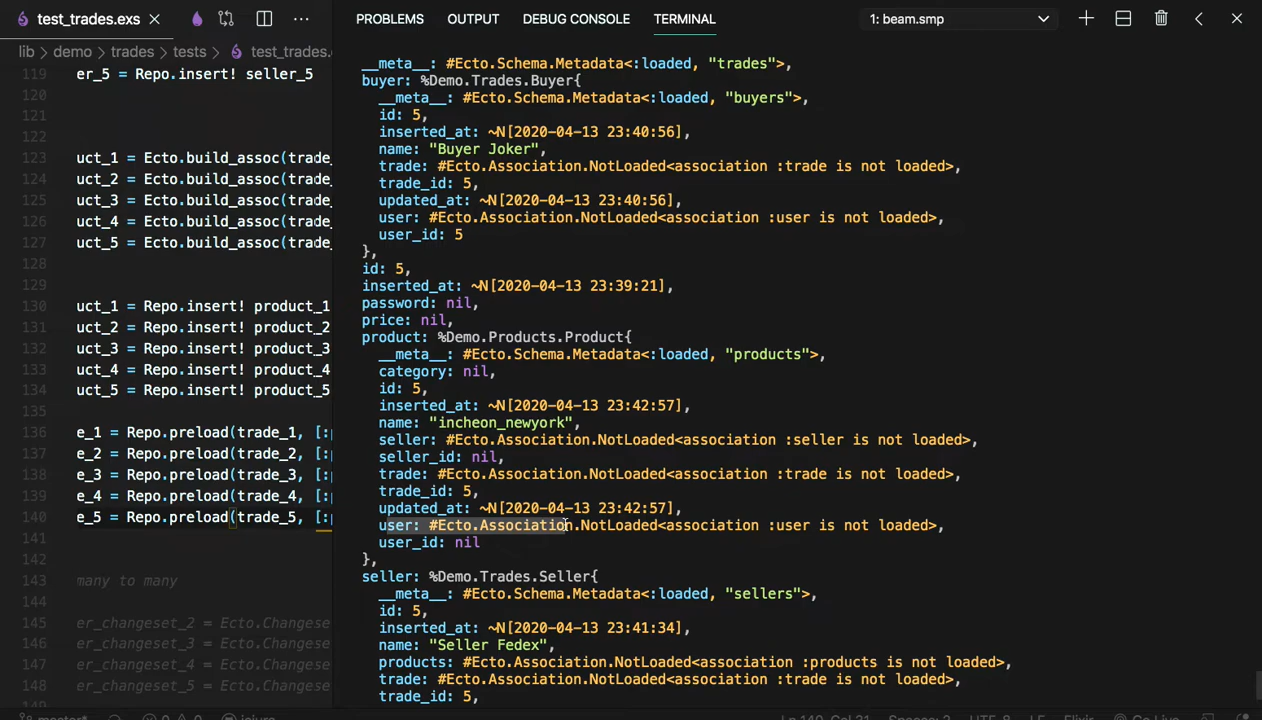 test_trades.exs
PROBLEMS OUTPUT DEBUG CONSOLE TERMINAL
1: beam.smp
lib > demo > trades > tests > test_trades.
119 er_5 = Repo.insert! seller_5
120
121
122
123 uct_1 = Ecto.build_assoc(trade_
124 uct_2 = Ecto.build_assoc(trade_
125 uct_3 = Ecto.build_assoc(trade_
126 uct_4 = Ecto.build_assoc(trade_
127 uct_5 = Ecto.build_assoc(trade_
128
129
130 uct_1 = Repo.insert! product_1
131 uct_2 = Repo.insert! product_2
132 uct_3 = Repo.insert! product_3
133 uct_4 = Repo.insert! product_4
134 uct_5 = Repo.insert! product_5
135
136 e_1 = Repo.preload(trade_1, [:
137 e_2 = Repo.preload(trade_2, [:
138 e_3 = Repo.preload(trade_3, [:
139 e_4 = Repo.preload(trade_4, [:
140 e_5 = Repo.preload(trade_5, [:
141
142
143 many to many
144
145 er_changeset_2 = Ecto.Changese
146 er_changeset_3 = Ecto.Changese
147 er_changeset_4 = Ecto.Changese
148 er_changeset_5 = Ecto.Changese
__meta__: #Ecto.Schema.Metadata<:loaded, "trades">,
buyer: %Demo.Trades.Buyer{
__meta__: #Ecto.Schema.Metadata<:loaded, "buyers">,
id: 5,
inserted_at: ~N[2020-04-13 23:40:56],
name: "Buyer Joker",
trade: #Ecto.Association.NotLoaded<association :trade is not loaded>,
trade_id: 5,
updated_at: ~N[2020-04-13 23:40:56],
user: #Ecto.Association.NotLoaded<association :user is not loaded>,
user_id: 5
},
id: 5,
inserted_at: ~N[2020-04-13 23:39:21],
password: nil,
price: nil,
product: %Demo.Products.Product{
__meta__: #Ecto.Schema.Metadata<:loaded, "products">,
category: nil,
id: 5,
inserted_at: ~N[2020-04-13 23:42:57],
name: "incheon_newyork",
seller: #Ecto.Association.NotLoaded<association :seller is not loaded>,
seller_id: nil,
trade: #Ecto.Association.NotLoaded<association :trade is not loaded>,
trade_id: 5,
updated_at: ~N[2020-04-13 23:42:57],
user: #Ecto.Association.NotLoaded<association :user is not loaded>,
user_id: nil
},
seller: %Demo.Trades.Seller{
__meta__: #Ecto.Schema.Metadata<:loaded, "sellers">,
id: 5,
inserted_at: ~N[2020-04-13 23:41:34],
name: "Seller Fedex",
products: #Ecto.Association.NotLoaded<association :products is not loaded>,
trade: #Ecto.Association.NotLoaded<association :trade is not loaded>,
trade_id: 5,